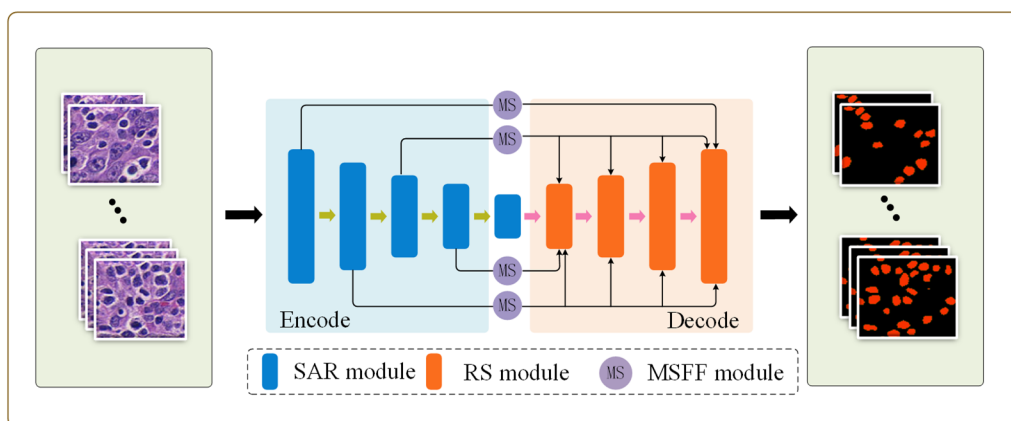 MS
MS
MS
MS
Encode
Decode
SAR module
RS module
MS
MSFF module